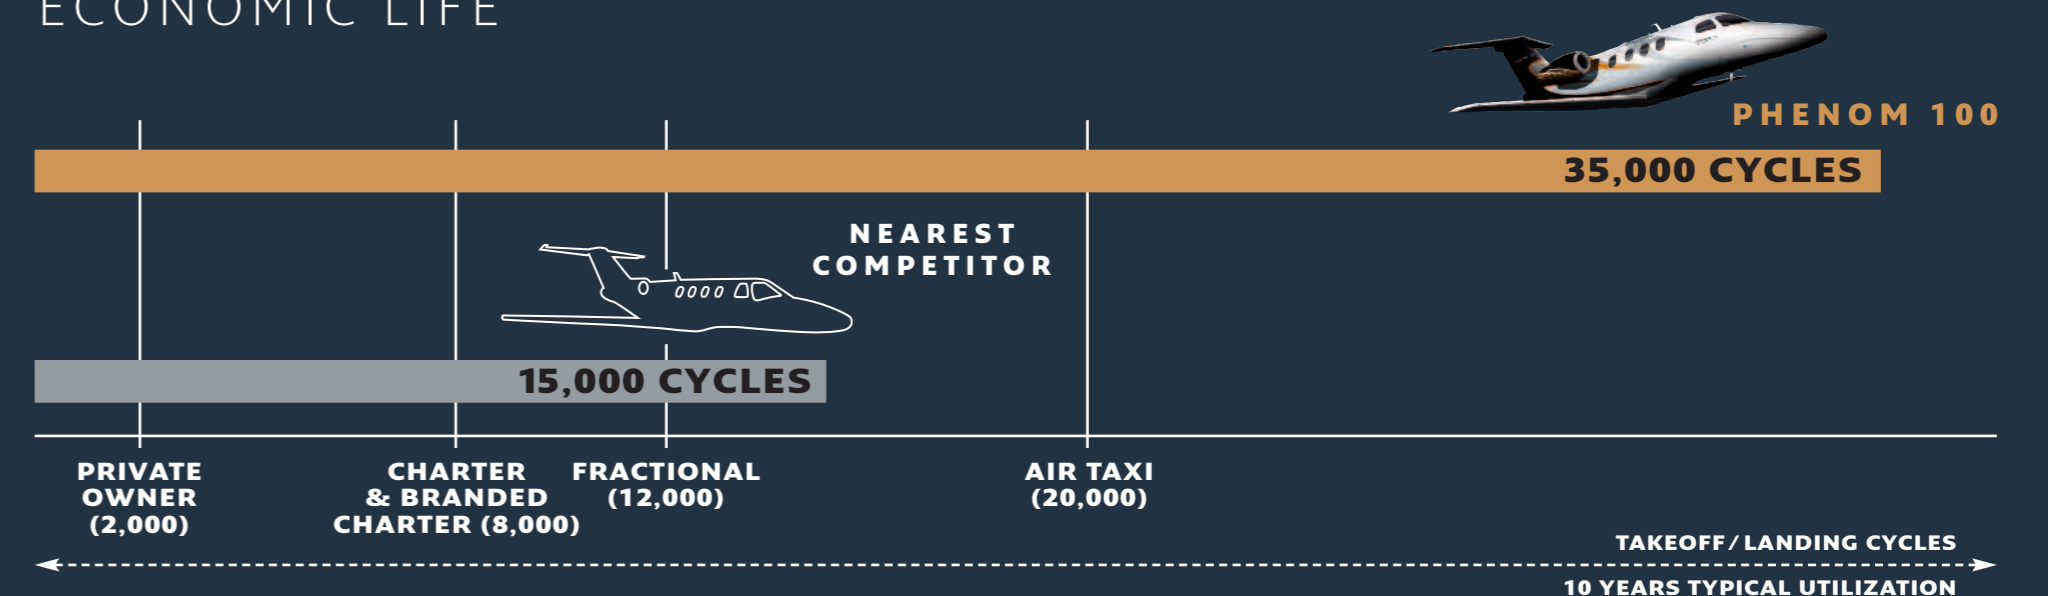 ECONOMIC LIFE
PHENOM 100
35,000 CYCLES
NEAREST
COMPETITOR
15,000 CYCLES
PRIVATE
OWNER
(2,000)
CHARTER
& BRANDED
CHARTER (8,000)
FRACTIONAL
(12,000)
AIR TAXI
(20,000)
TAKEOFF/LANDING CYCLES
10 YEARS TYPICAL UTILIZATION